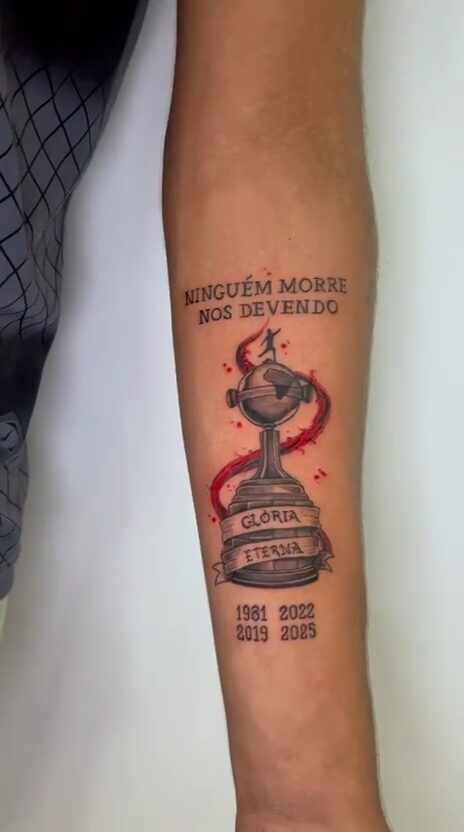 NINGUÉM MORRE
NOS DEVENDO
GLÓRIA
ETERNA
1981 2022
2019 2025